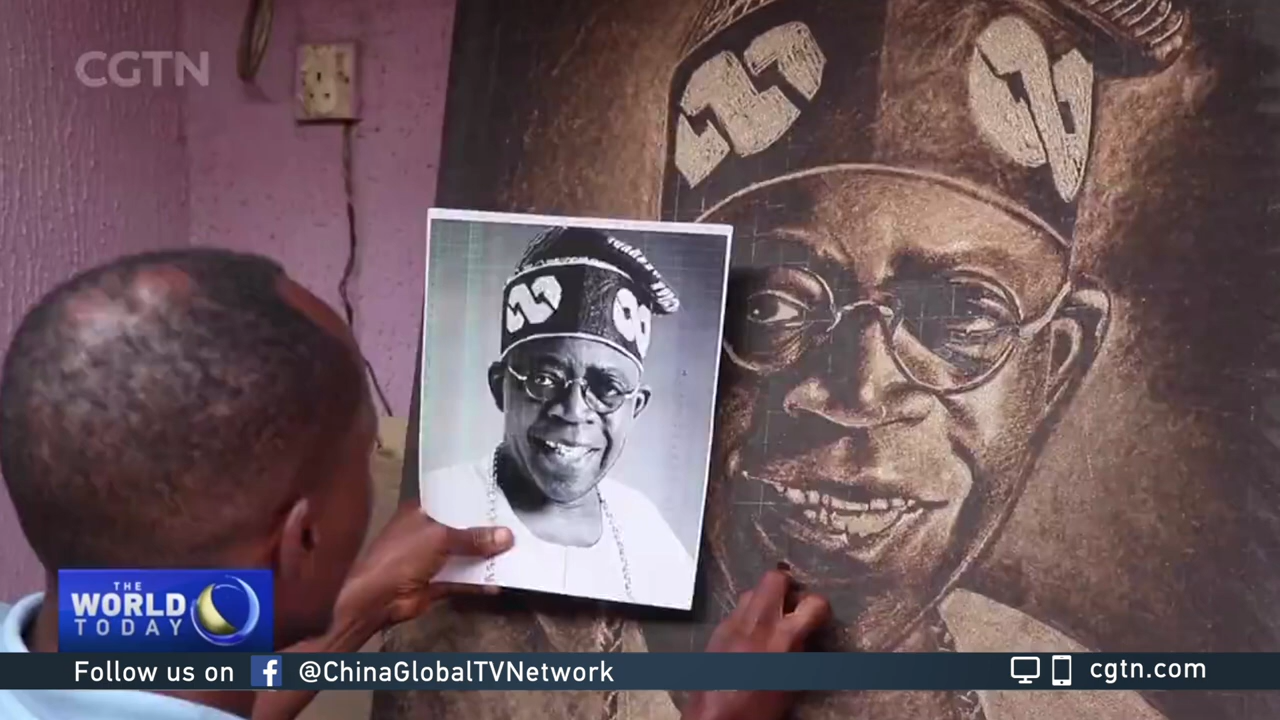 CGTN
THE
WORLD
TODAY
Follow us on @ChinaGlobalTVNetwork
cgtn.com